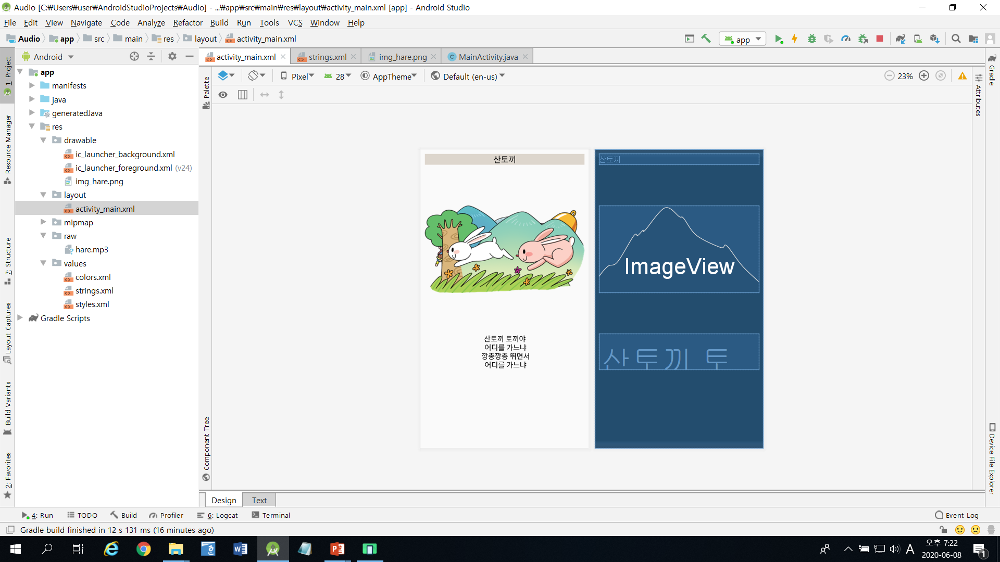 Audio [C:₩Users₩user₩AndroidStudioProjects₩Audio] - ...₩app₩src₩main₩res₩layout₩activity_main.xml [app] - Android Studio
File Edit View Navigate Code Analyze Refactor Build Run Tools VCS Window Help
Audio app src main res layout activity_main.xml
app
Android
activity_main.xml strings.xml img_hare.png MainActivity.java
Pixel 28 AppTheme Default (en-us)
23%
app
manifests
java
generatedJava
res
drawable
ic_launcher_background.xml
ic_launcher_foreground.xml (v24)
img_hare.png
layout
activity_main.xml
mipmap
raw
hare.mp3
values
colors.xml
strings.xml
styles.xml
Gradle Scripts
1: Project
Resource Manager
7: Structure
Layout Captures
Build Variants
2: Favorites
Palette
Component Tree
산토끼
산토끼 토끼야
어디를 가느냐
깡총깡총 뛰면서
어디를 가느냐
산토끼
ImageView
산토끼 토
Attributes
Gradle
Device File Explorer
Design Text
4: Run TODO Build Profiler 6: Logcat Terminal
Event Log
Gradle build finished in 12 s 131 ms (16 minutes ago)
A
오후 7:22
2020-06-08
1